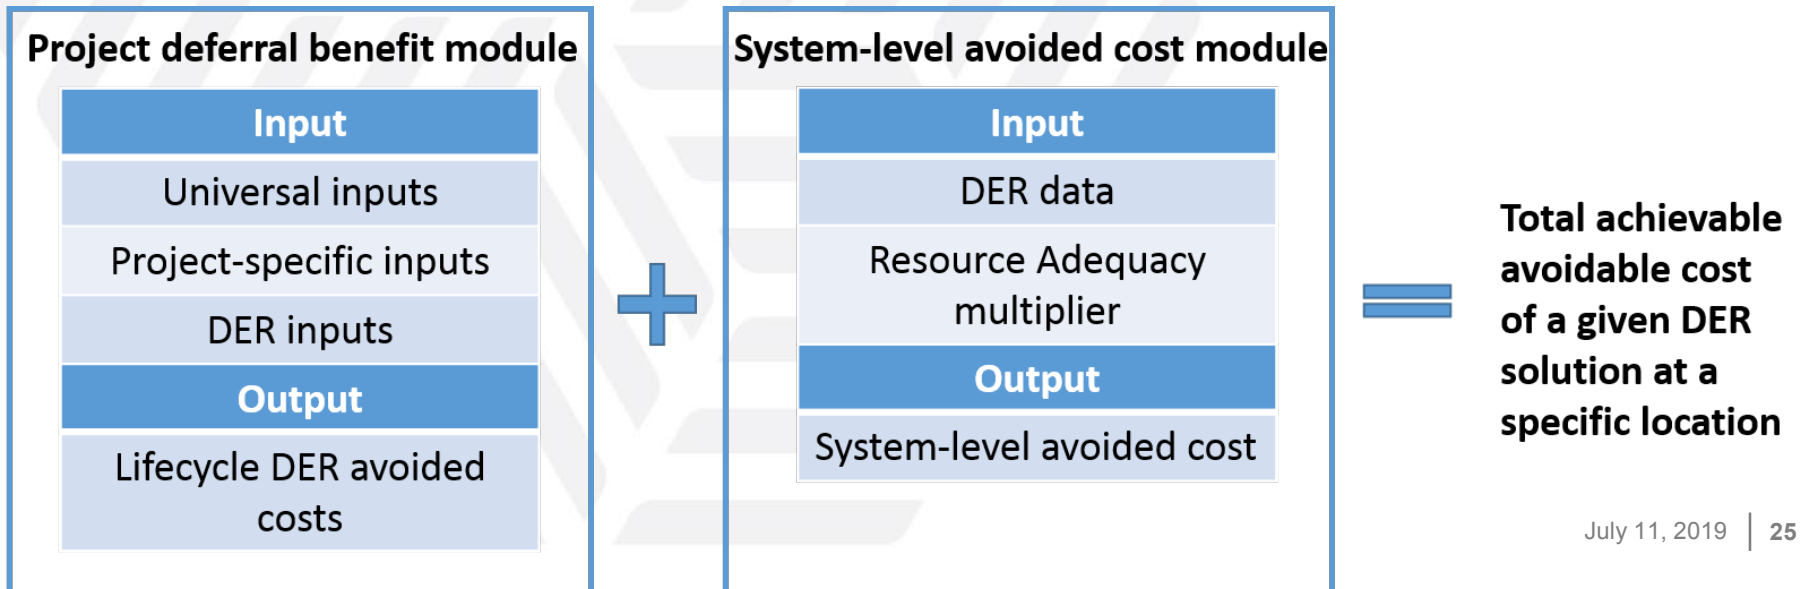 Project deferral benefit module
Input
Universal inputs
Project-specific inputs
DER inputs
Output
Lifecycle DER avoided
costs
System-level avoided cost module
Input
DER data
Resource Adequacy
multiplier
Output
System-level avoided cost
Total achievable
avoidable cost
of a given DER
solution at a
specific location
July 11, 2019 | 25